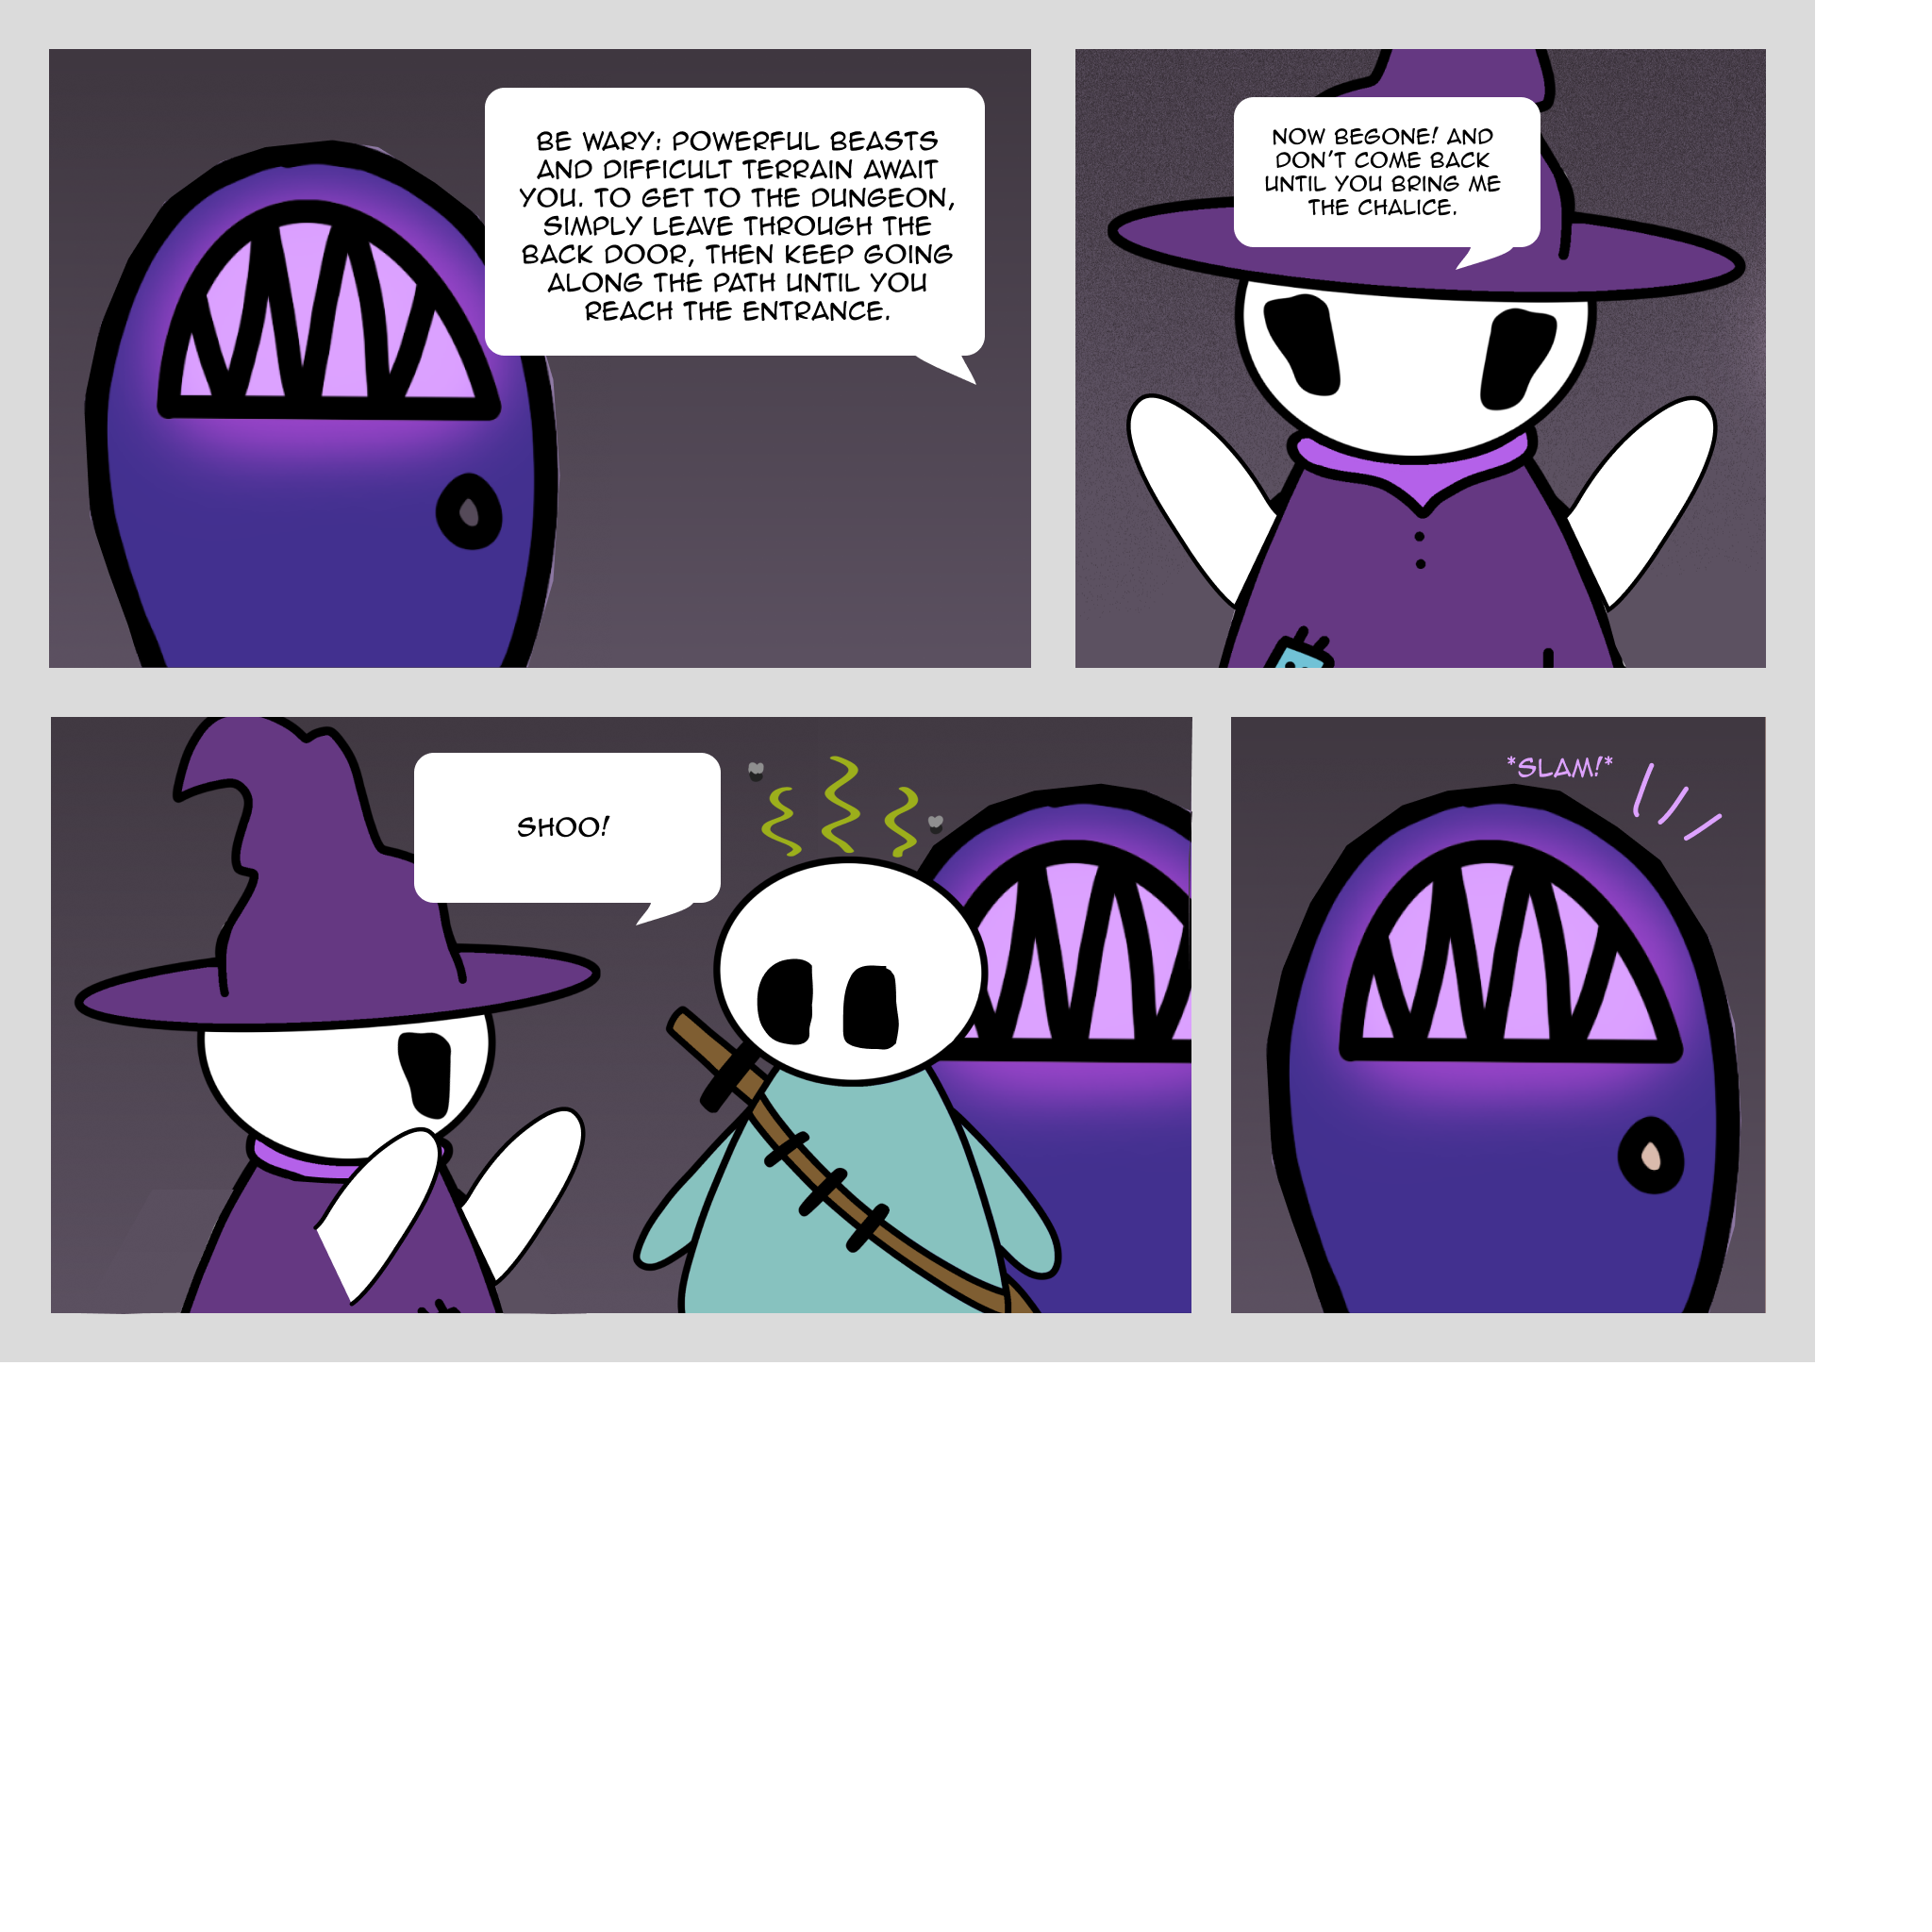 BE WARY: POWERFUL BEASTS
AND DIFFICULT TERRAIN AWAIT
YOU. TO GET TO THE DUNGEON,
SIMPLY LEAVE THROUGH THE
BACK DOOR, THEN KEEP GOING
ALONG THE PATH UNTIL YOU
REACH THE ENTRANCE.
NOW BEGONE! AND
DON'T COME BACK
UNTIL YOU BRING ME
THE CHALICE.
SHOO!
*SLAM!*